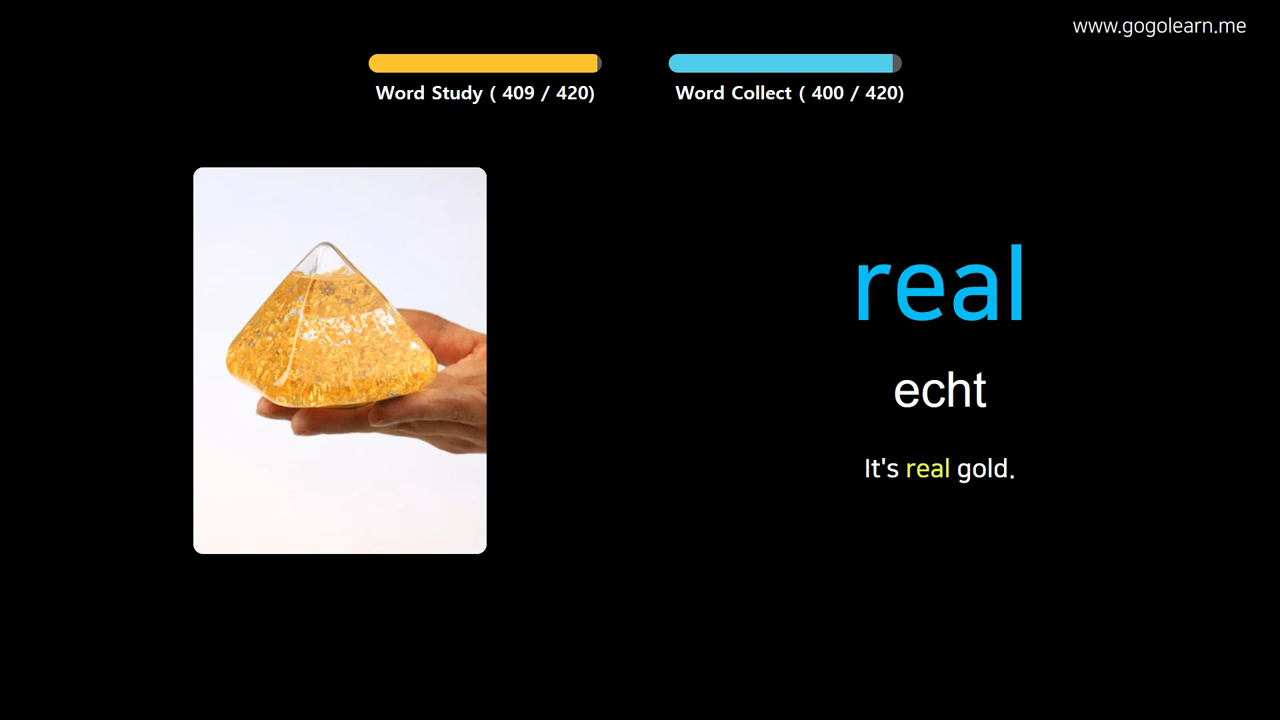 www.gogolearn.me
Word Study ( 409 / 420)
Word Collect ( 400 / 420)
real
echt
It's real gold.